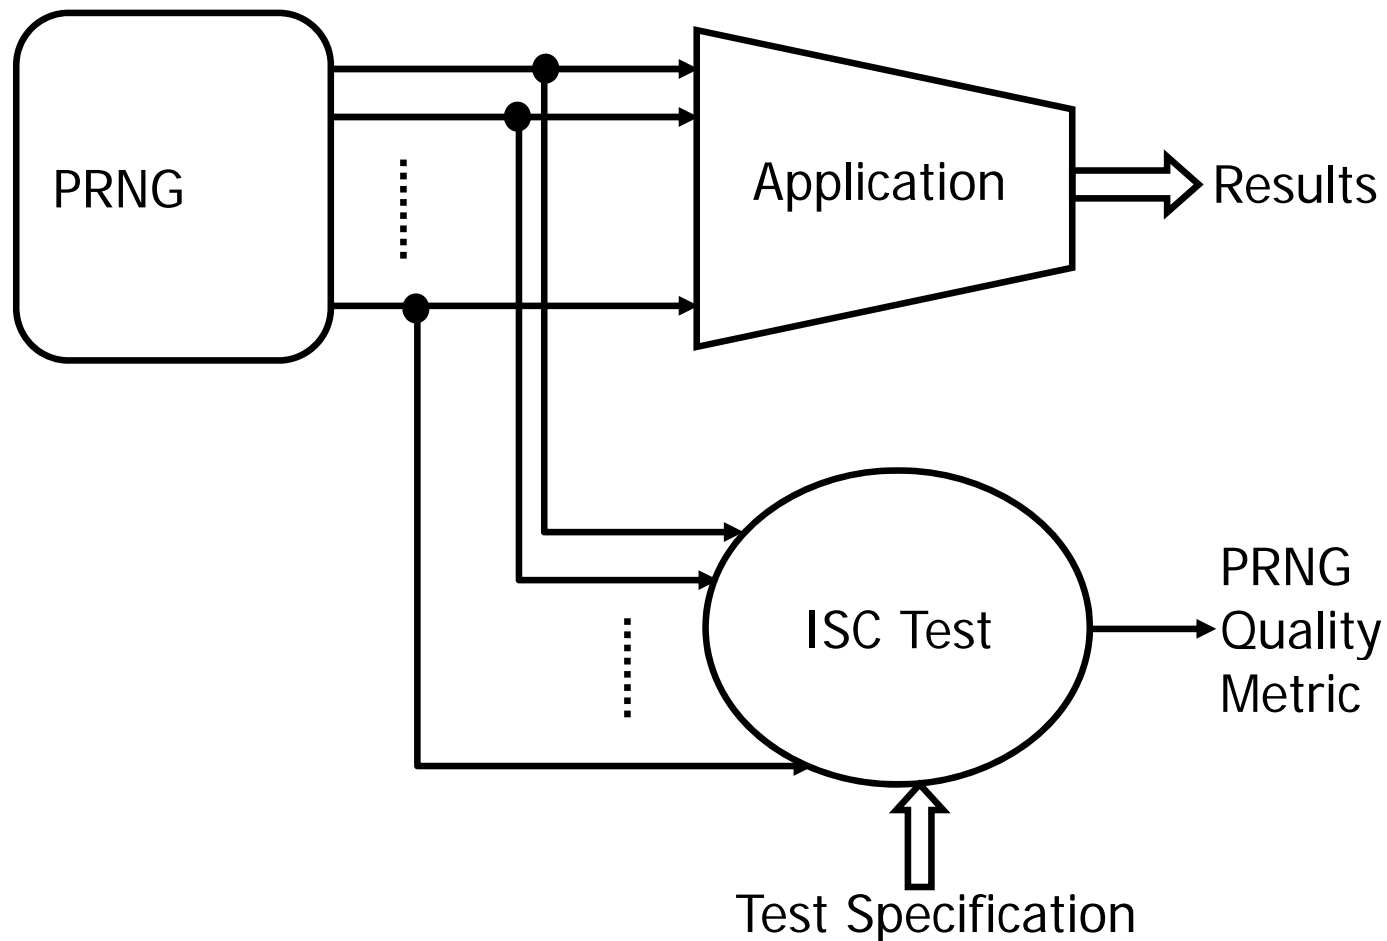 PRNG
Application
Results
ISC Test
PRNG
Quality
Metric
Test Specification